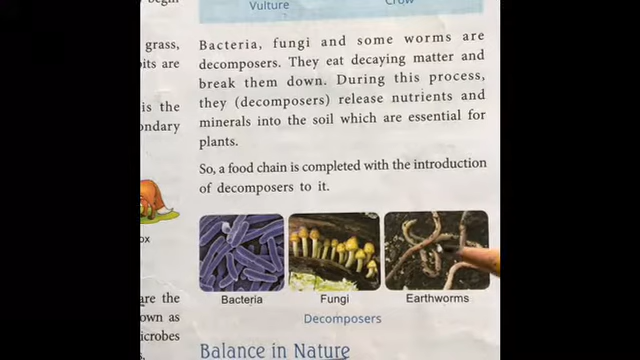 begin
Vulture
Crow
grass,
its are
is the
ondary
ox
are the
own as
icrobes
Bacteria, fungi and some worms are
decomposers. They eat decaying matter and
break them down. During this process,
they (decomposers) release nutrients and
minerals into the soil which are essential for
plants.
So, a food chain is completed with the introduction
of decomposers to it.
Bacteria
Fungi
Earthworms
Decomposers
Balance in Nature